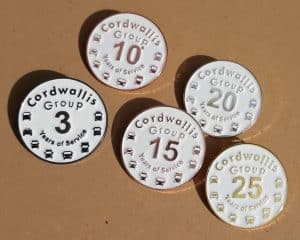 Cordwallis
Group
10
Years of Service
Cordwallis
Group
20
Years of Service
Cordwallis
Group
3
Years of Service
Cordwallis
Group
15
Years of Service
Cordwallis
Group
25
Years of Service